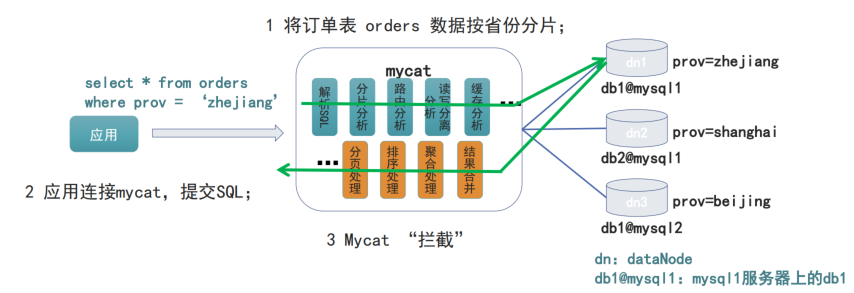 1 将订单表 orders 数据按省份分片；
select * from orders
where prov = ‘zhejiang’
应用
mycat
解析SQL
分片分析
路由分析
读写分离分析
缓存分析
...
...
分页处理
排序处理
聚合处理
结果合并
dn1
prov=zhejiang
db1@mysql1
dn2
prov=shanghai
db2@mysql1
dn3
prov=beijing
db1@mysql2
2 应用连接mycat，提交SQL；
3 Mycat “拦截”
dn：dataNode
db1@mysql1：mysql1服务器上的db1